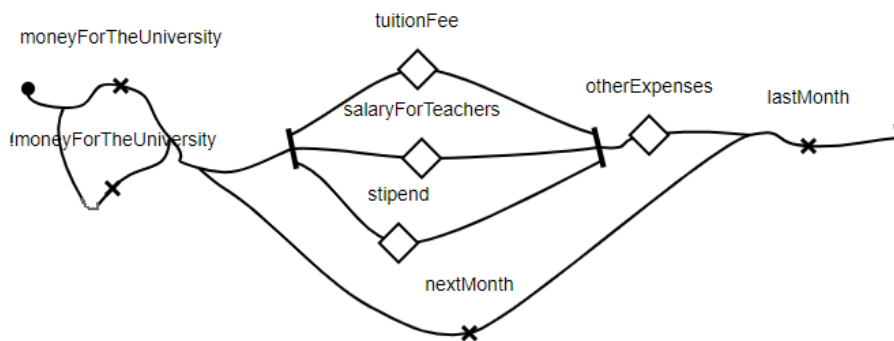 moneyForTheUniversity
!moneyForTheUniversity
tuitionFee
salaryForTeachers
stipend
nextMonth
otherExpenses
lastMonth